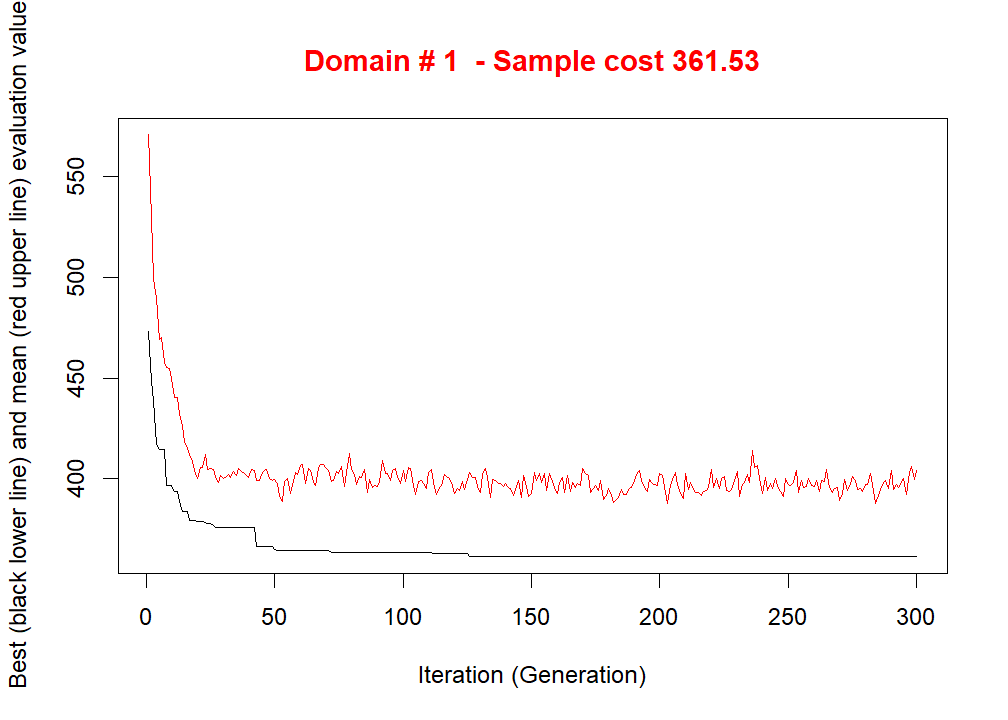 Domain # 1  - Sample cost 361.53
Best (black lower line) and mean (red upper line) evaluation value
550
500
450
400
0 50 100 150 200 250 300
Iteration (Generation)